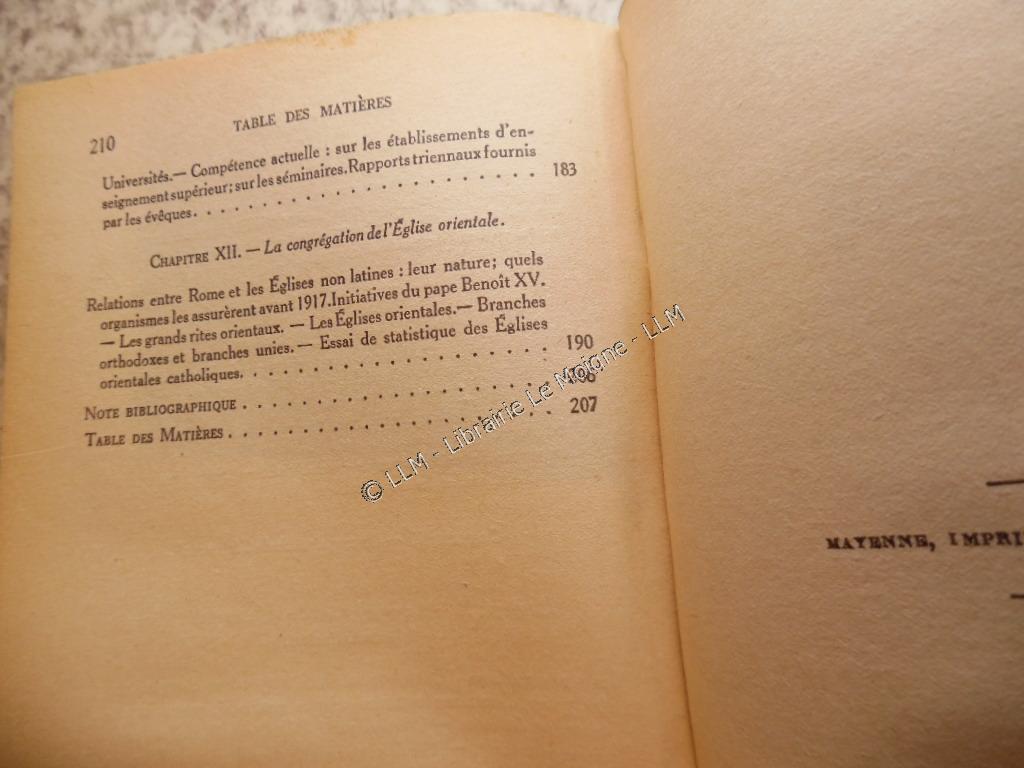 210
TABLE DES MATIÈRES
Universités.— Compétence actuelle : sur les établissements d'en-
seignement supérieur; sur les séminaires.Rapports triennaux fournis
par les évêques. . . . . . . . . . . . . . . . . . . . 183
CHAPITRE XII. — La congrégation de l'Église orientale.
Relations entre Rome et les Églises non latines : leur nature; quels
organismes les assurèrent avant 1917.Initiatives du pape Benoît XV.
— Les grands rites orientaux. — Les Églises orientales.— Branches
orthodoxes et branches unies. — Essai de statistique des Églises
orientales catholiques. . . . . . . . . . . . . . . . . . 190
NOTE BIBLIOGRAPHIQUE . . . . . . . . . . . . . . . . . .
TABLE DES MATIÈRES . . . . . . . . . . . . . . . . . . 207
© LLM - Librairie Le Moigne - LLM
MAYENNE, IMPRI